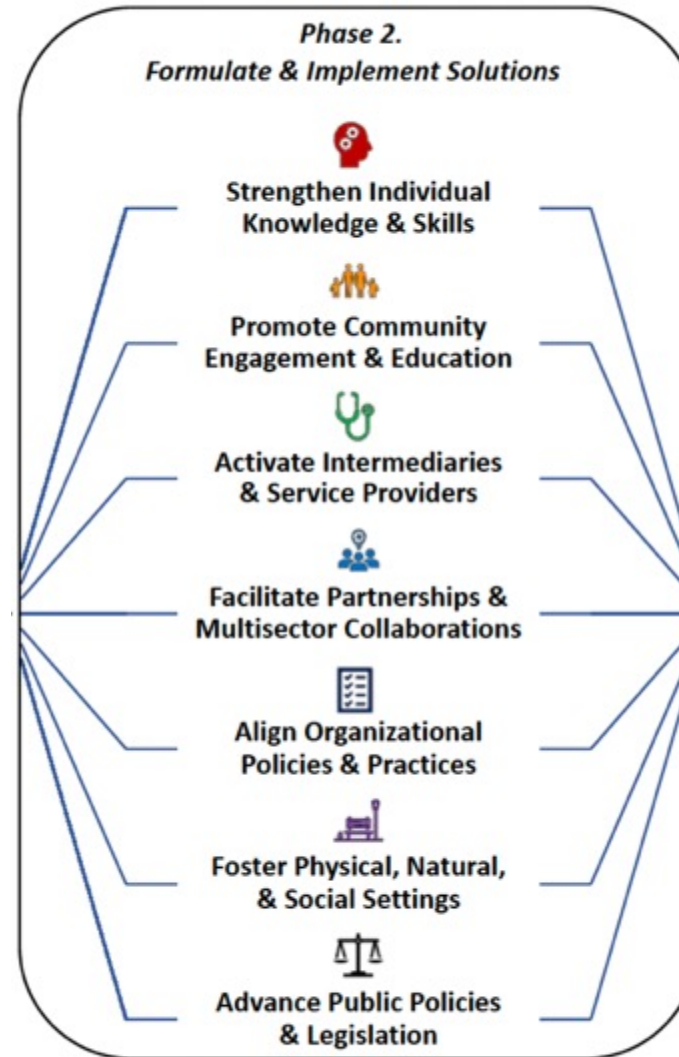 Phase 2.
Formulate & Implement Solutions
Strengthen Individual
Knowledge & Skills
Promote Community
Engagement & Education
Activate Intermediaries
& Service Providers
Facilitate Partnerships &
Multisector Collaborations
Align Organizational
Policies & Practices
Foster Physical, Natural,
& Social Settings
Advance Public Policies
& Legislation